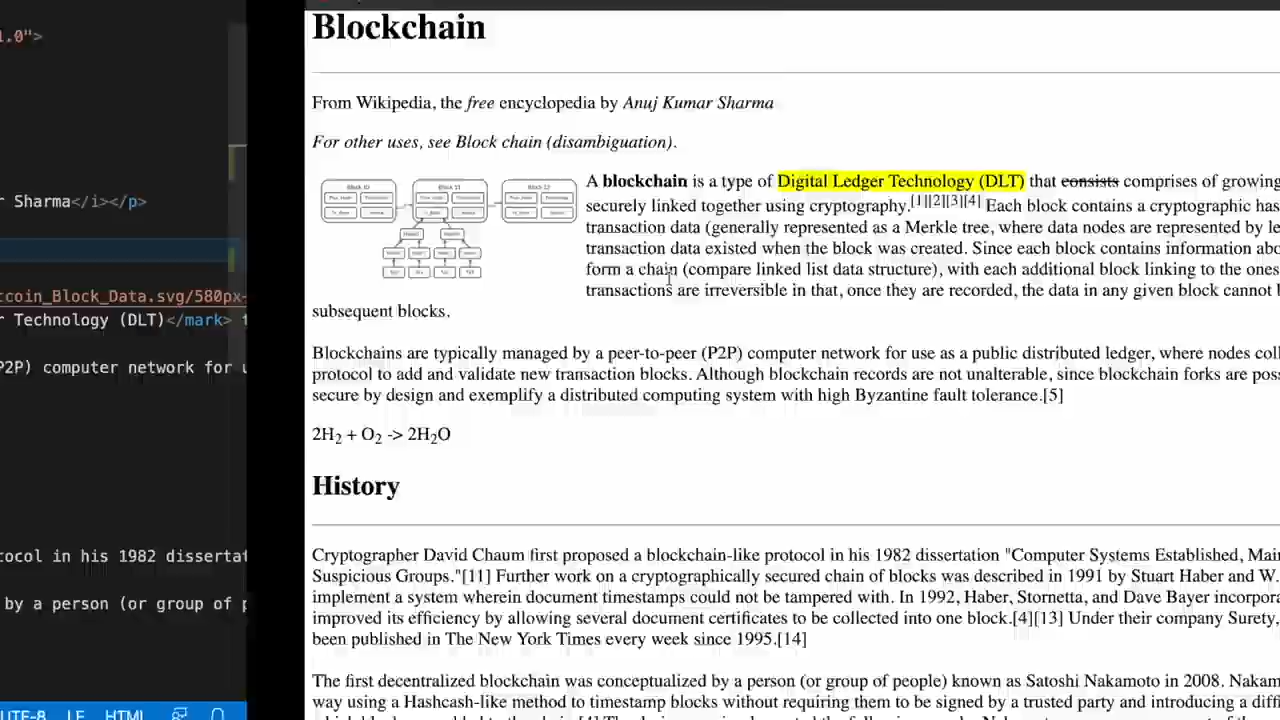 1.0">
r Sharma</i></p>
tcoin_Block_Data.svg/580px-
r Technology (DLT)</mark> t
P2P) computer network for u
ocol in his 1982 dissertat
by a person (or group of p
UTF-8 LF HTML
Blockchain
From Wikipedia, the free encyclopedia by Anuj Kumar Sharma
For other uses, see Block chain (disambiguation).
Block 10 Block 11 Block 12
A blockchain is a type of Digital Ledger Technology (DLT) that consists comprises of growing
securely linked together using cryptography.[1][2][3][4] Each block contains a cryptographic has
transaction data (generally represented as a Merkle tree, where data nodes are represented by le
transaction data existed when the block was created. Since each block contains information abo
form a chain (compare linked list data structure), with each additional block linking to the ones
transactions are irreversible in that, once they are recorded, the data in any given block cannot b
subsequent blocks.
Blockchains are typically managed by a peer-to-peer (P2P) computer network for use as a public distributed ledger, where nodes coll
protocol to add and validate new transaction blocks. Although blockchain records are not unalterable, since blockchain forks are poss
secure by design and exemplify a distributed computing system with high Byzantine fault tolerance.[5]
2H2 + O2 -> 2H2O
History
Cryptographer David Chaum first proposed a blockchain-like protocol in his 1982 dissertation "Computer Systems Established, Main
Suspicious Groups."[11] Further work on a cryptographically secured chain of blocks was described in 1991 by Stuart Haber and W.
implement a system wherein document timestamps could not be tampered with. In 1992, Haber, Stornetta, and Dave Bayer incorpora
improved its efficiency by allowing several document certificates to be collected into one block.[4][13] Under their company Surety,
been published in The New York Times every week since 1995.[14]
The first decentralized blockchain was conceptualized by a person (or group of people) known as Satoshi Nakamoto in 2008. Nakam
way using a Hashcash-like method to timestamp blocks without requiring them to be signed by a trusted party and introducing a diff